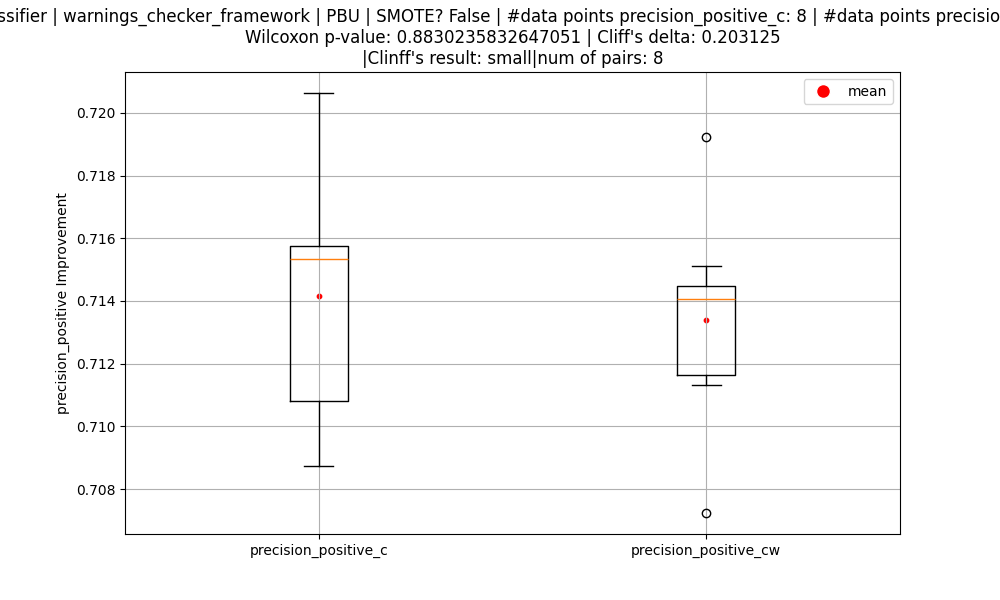 | warnings_checker_framework | PBU | SMOTE? False | #data points precision_positive_c: 8 | #data points
Wilcoxon p-value: 0.8830235832647051 | Cliff's delta: 0.203125
|Clinff's result: small|num of pairs: 8
mean
0.720
0.718
0.716
0.714
0.712
0.710
0.708
precision_positive Improvement
precision_positive_c
precision_positive_cw